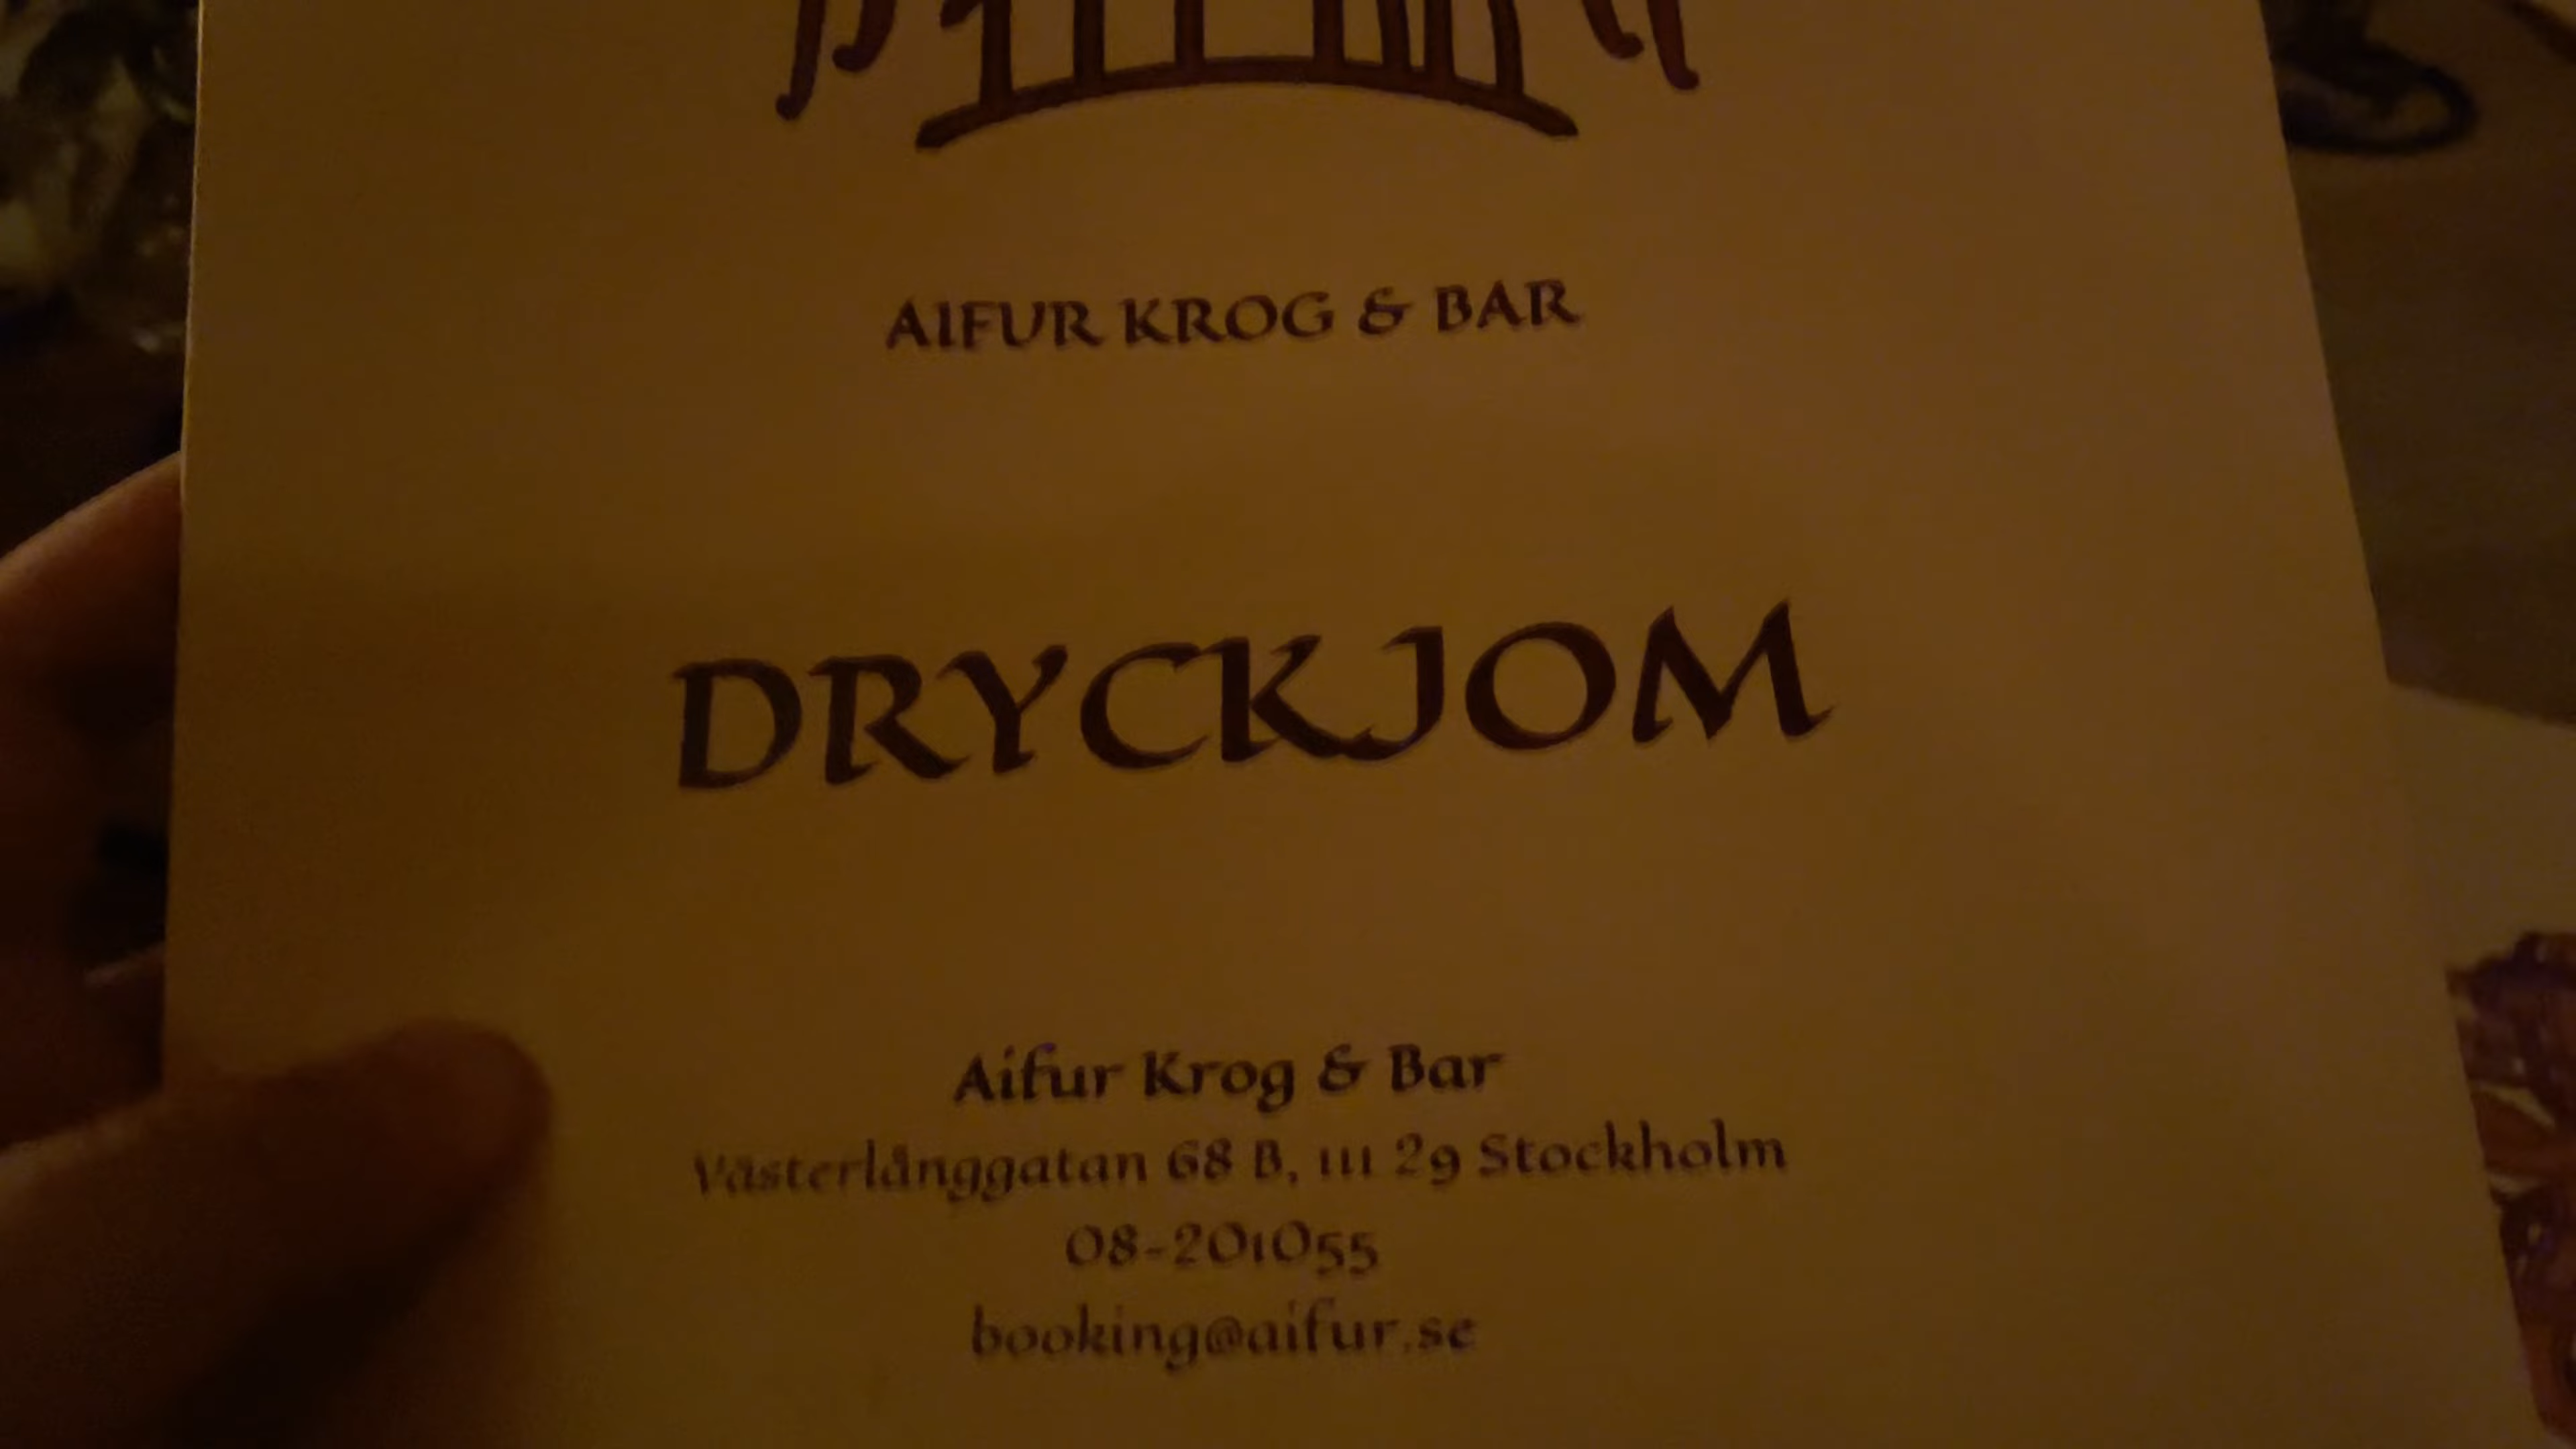 AIFUR KROG & BAR
DRYCKJOM
Aifur Krog & Bar
Västerlånggatan 68 B, 111 29 Stockholm
08-201055
booking@aifur.se